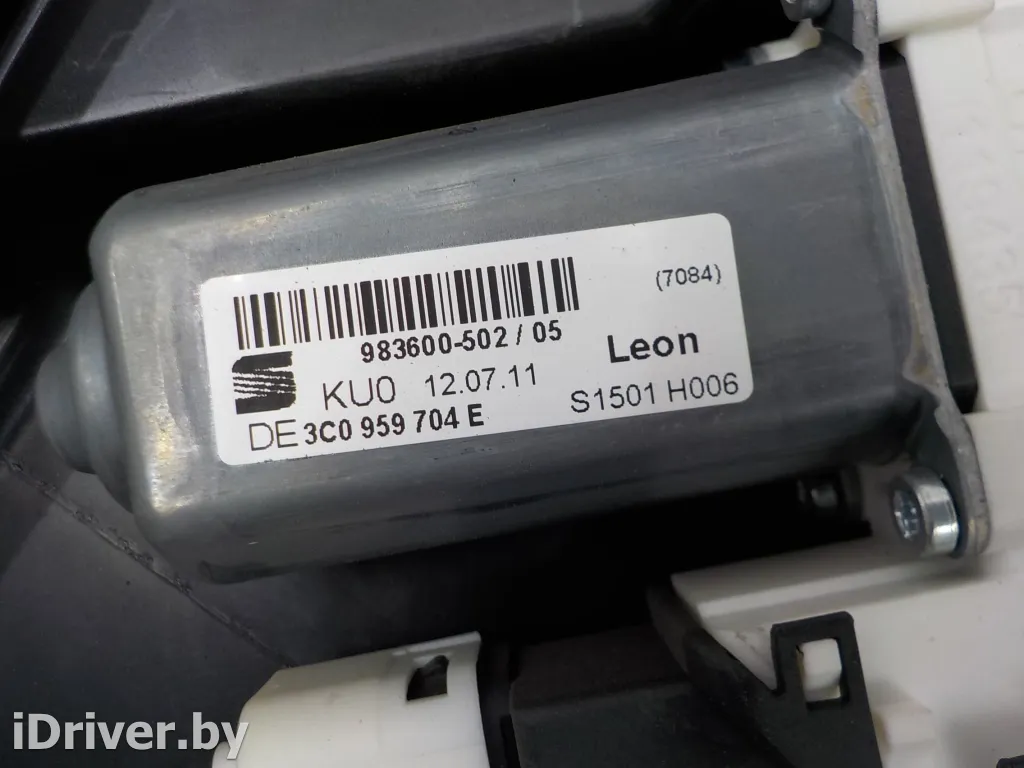 (7084)
983600-502 / 05
Leon
KU0 12.07.11
S1501 H006
DE 3C0 959 704 E
iDriver.by